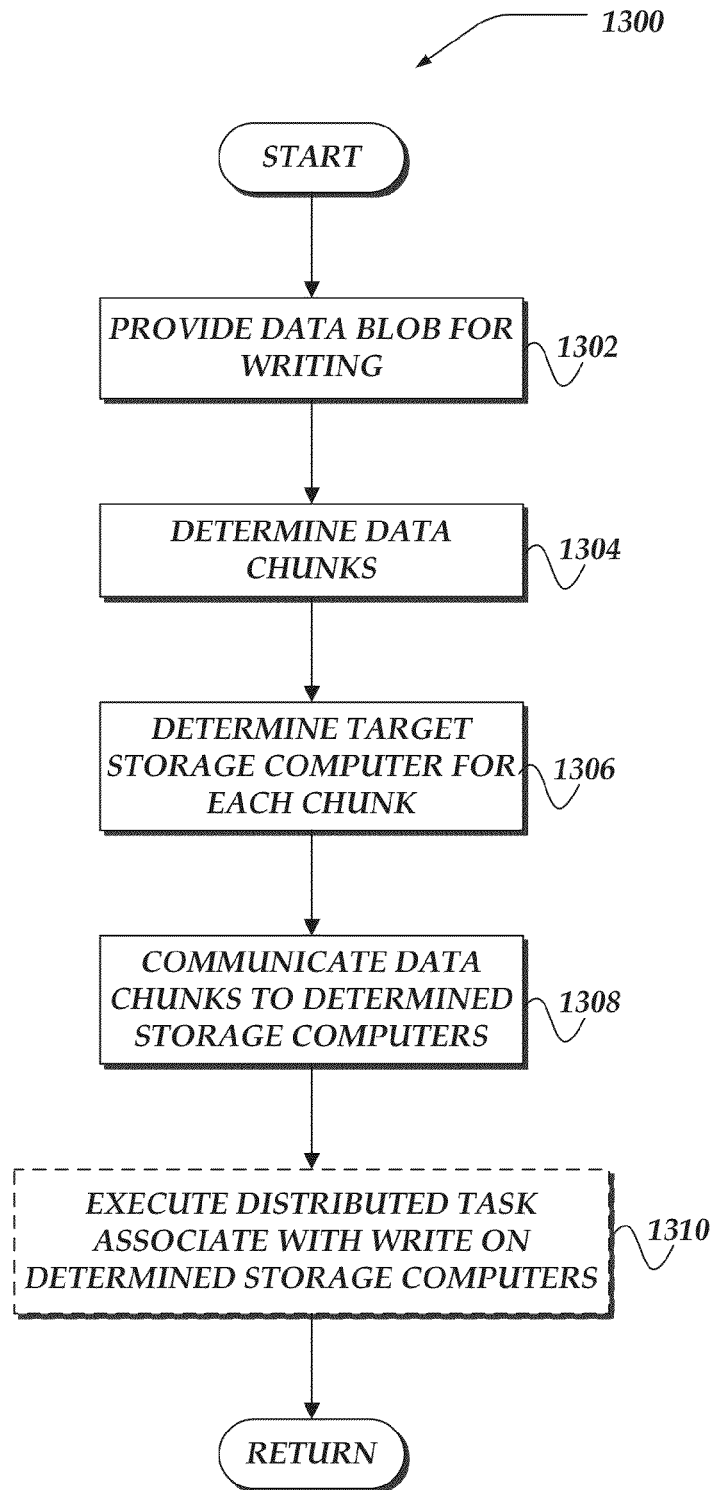 1300
START
PROVIDE DATA BLOB FOR
WRITING
1302
DETERMINE DATA
CHUNKS
1304
DETERMINE TARGET
STORAGE COMPUTER FOR
EACH CHUNK
1306
COMMUNICATE DATA
CHUNKS TO DETERMINED
STORAGE COMPUTERS
1308
EXECUTE DISTRIBUTED TASK
ASSOCIATE WITH WRITE ON
DETERMINED STORAGE COMPUTERS
1310
RETURN